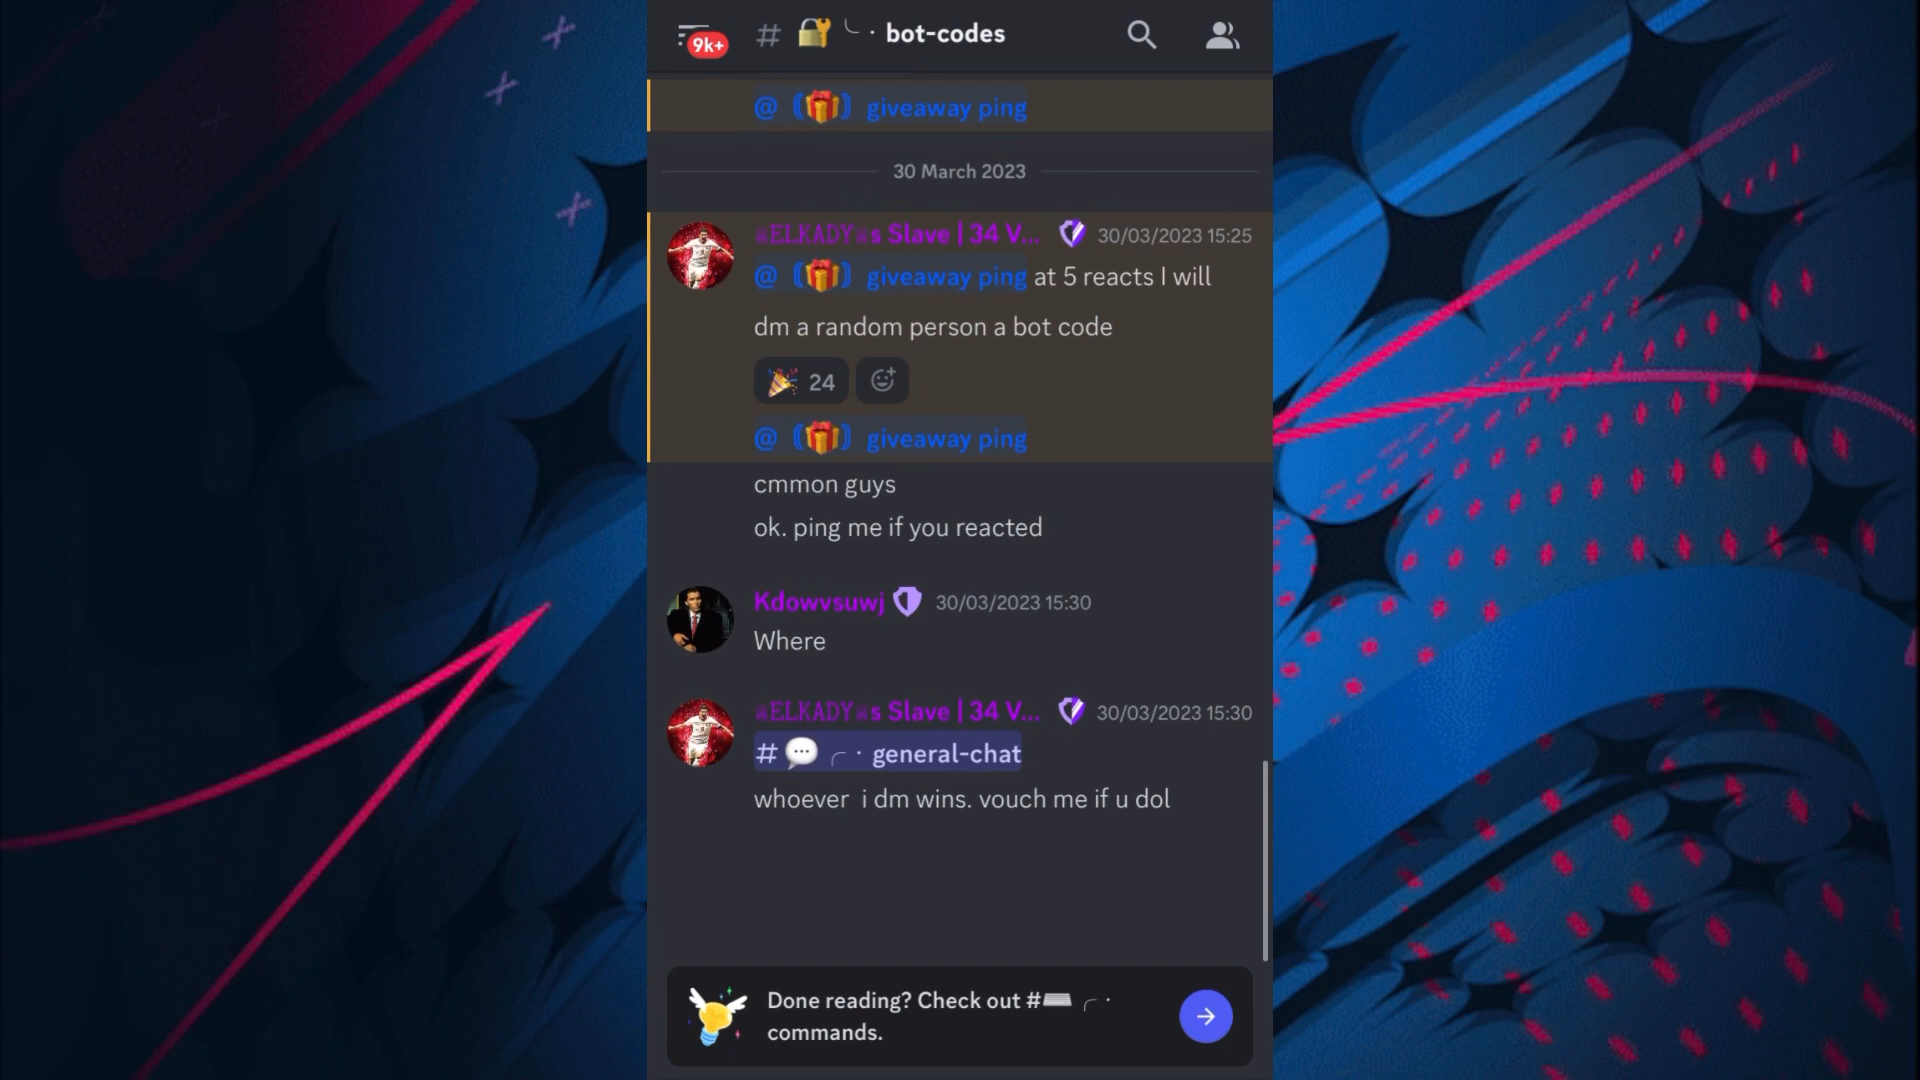 9k+ # 🔐╰・bot-codes
@⟪🎁⟫ giveaway ping
30 March 2023
ELKADY s Slave | 34 V... 30/03/2023 15:25
@⟪🎁⟫ giveaway ping at 5 reacts I will
dm a random person a bot code
🎉 24
@⟪🎁⟫ giveaway ping
cmmon guys
ok. ping me if you reacted
Kdowvsuwj 30/03/2023 15:30
Where
ELKADY s Slave | 34 V... 30/03/2023 15:30
# 💬╭・general-chat
whoever i dm wins. vouch me if u dol
Done reading? Check out #⌨️╭・
commands.